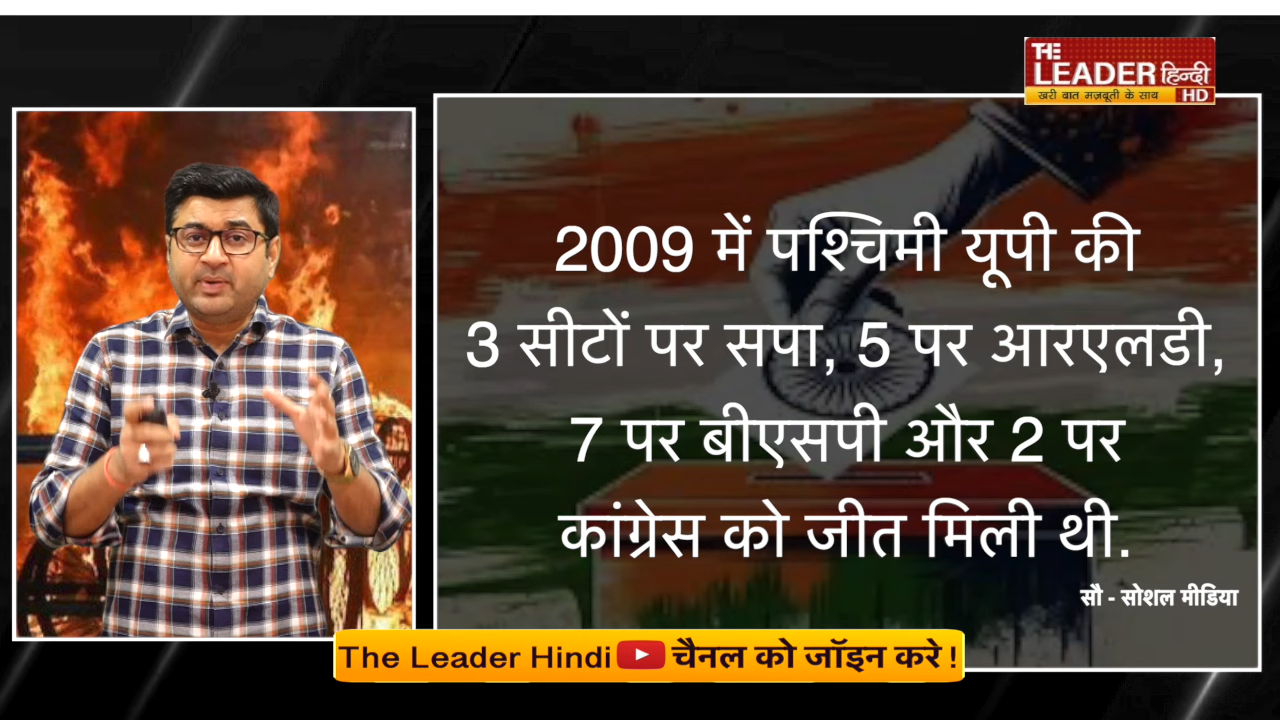 THE
LEADER हिन्दी
खरी बात मज़बूती के साथ HD
2009 में पश्चिमी यूपी की
3 सीटों पर सपा, 5 पर आरएलडी,
7 पर बीएसपी और 2 पर
कांग्रेस को जीत मिली थी.
सौ - सोशल मीडिया
The Leader Hindi चैनल को जॉइन करे !